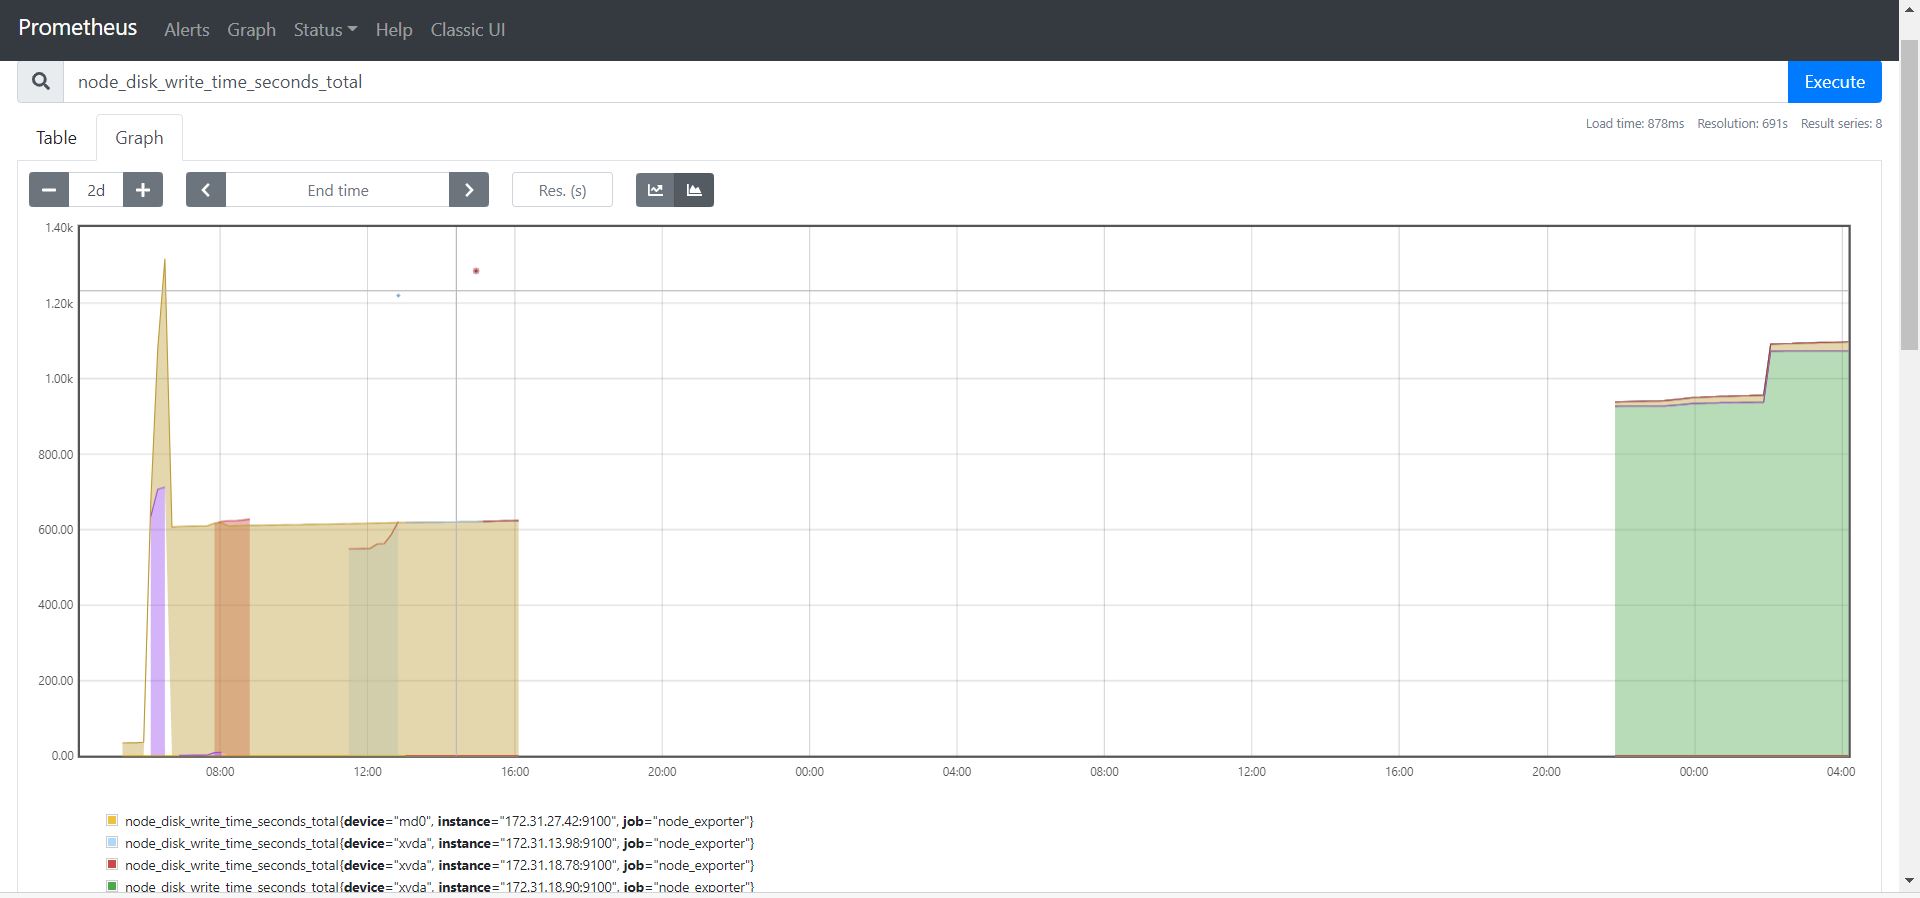 Prometheus Alerts Graph Status Help Classic UI
node_disk_write_time_seconds_total Execute
Table Graph Load time: 878ms Resolution: 691s Result series: 8
2d End time Res. (s)
1.40k
1.20k
1.00k
800.00
600.00
400.00
200.00
0.00
08:00 12:00 16:00 20:00 00:00 04:00 08:00 12:00 16:00 20:00 00:00 04:00
node_disk_write_time_seconds_total{device="md0", instance="172.31.27.42:9100", job="node_exporter"}
node_disk_write_time_seconds_total{device="xvda", instance="172.31.13.98:9100", job="node_exporter"}
node_disk_write_time_seconds_total{device="xvda", instance="172.31.18.78:9100", job="node_exporter"}
node_disk_write_time_seconds_total{device="xvda", instance="172.31.18.90:9100", job="node_exporter"}